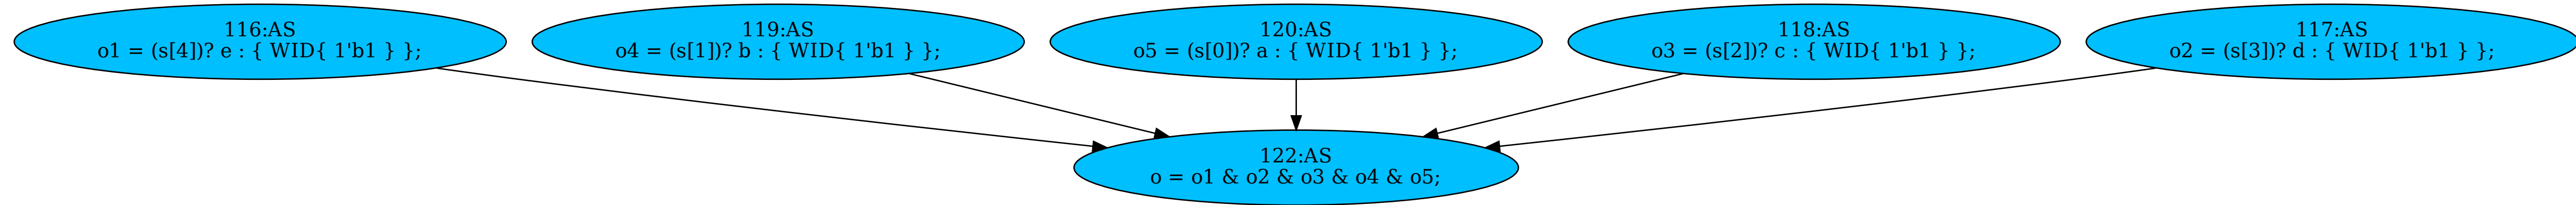 116:AS
o1 = (s[4])? e : { WID{ 1'b1 } };
119:AS
o4 = (s[1])? b : { WID{ 1'b1 } };
120:AS
o5 = (s[0])? a : { WID{ 1'b1 } };
118:AS
o3 = (s[2])? c : { WID{ 1'b1 } };
117:AS
o2 = (s[3])? d : { WID{ 1'b1 } };
122:AS
o = o1 & o2 & o3 & o4 & o5;